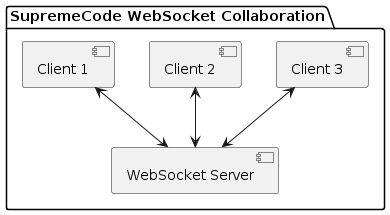 SupremeCode WebSocket Collaboration
Client 1
Client 2
Client 3
WebSocket Server